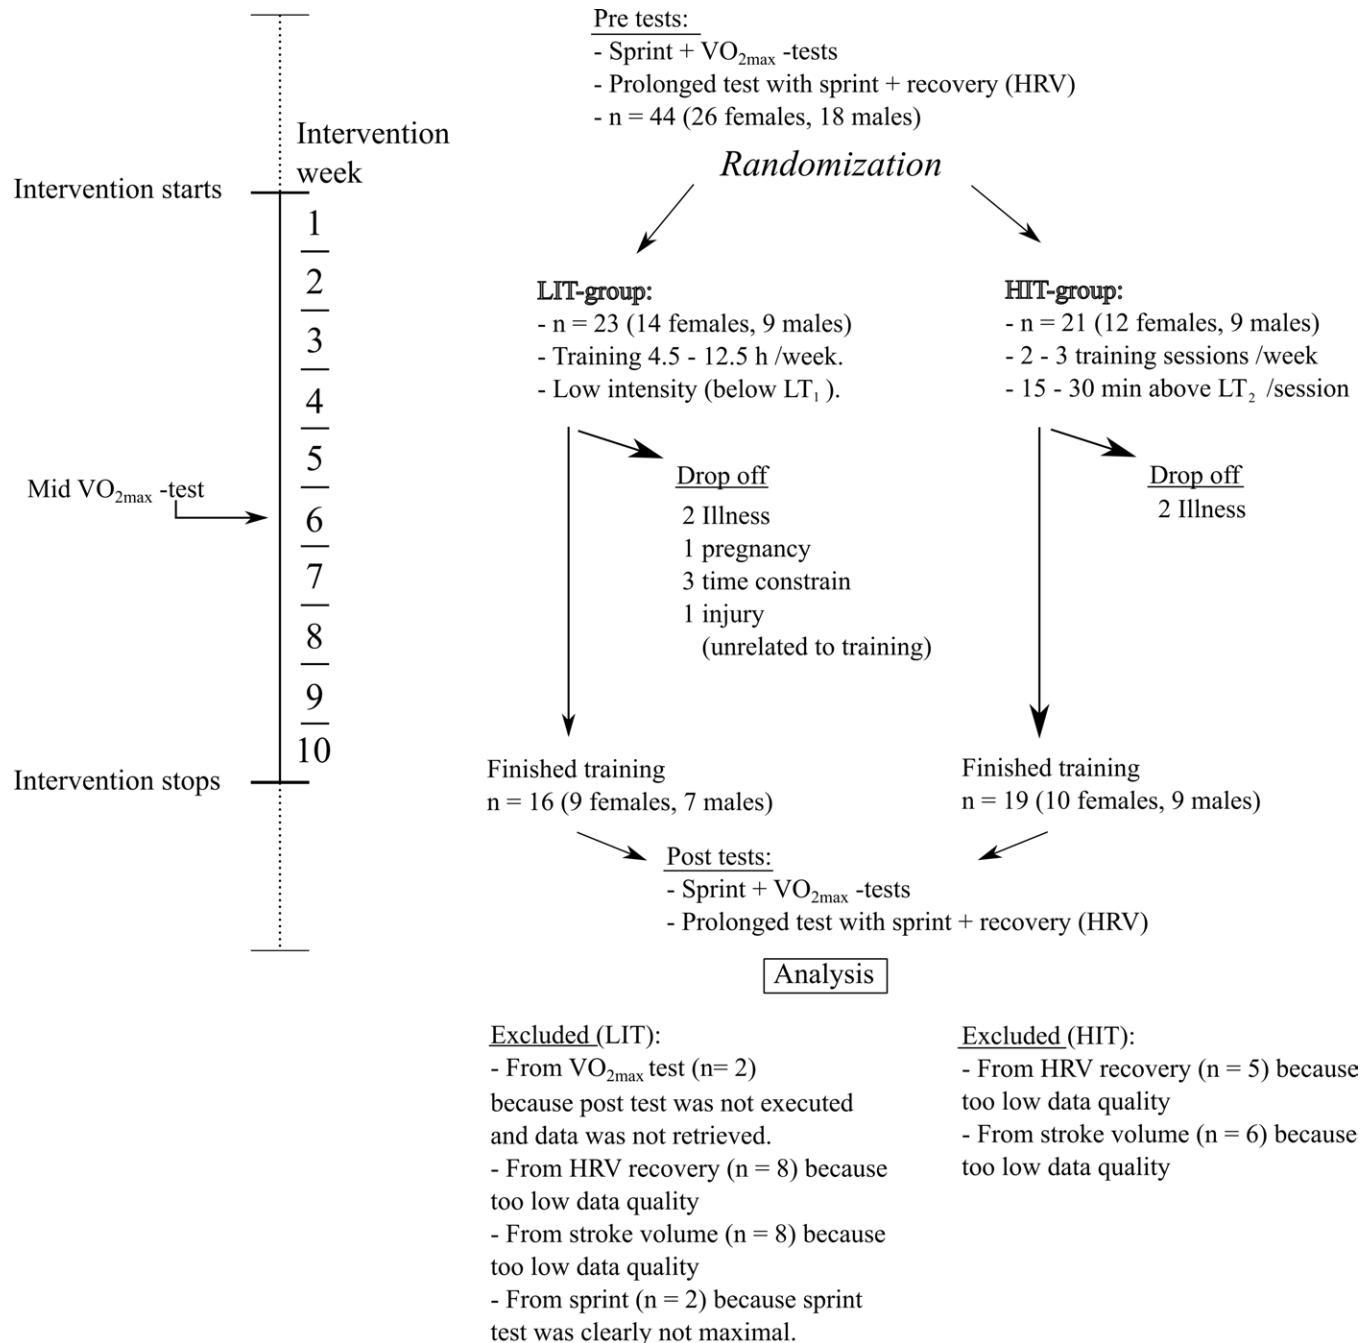 Pre tests:
- Sprint + VO2max -tests
- Prolonged test with sprint + recovery (HRV)
- n = 44 (26 females, 18 males)
Randomization
Intervention
week
Intervention starts
1
2
3
4
5
6
7
8
9
10
Mid VO2max -test
Intervention stops
LIT-group:
- n = 23 (14 females, 9 males)
- Training 4.5 - 12.5 h /week.
- Low intensity (below LT1 ).
HIT-group:
- n = 21 (12 females, 9 males)
- 2 - 3 training sessions /week
- 15 - 30 min above LT2 /session
Drop off
2 Illness
1 pregnancy
3 time constrain
1 injury
(unrelated to training)
Drop off
2 Illness
Finished training
n = 16 (9 females, 7 males)
Finished training
n = 19 (10 females, 9 males)
Post tests:
- Sprint + VO2max -tests
- Prolonged test with sprint + recovery (HRV)
Analysis
Excluded (LIT):
- From VO2max test (n= 2)
because post test was not executed
and data was not retrieved.
- From HRV recovery (n = 8) because
too low data quality
- From stroke volume (n = 8) because
too low data quality
- From sprint (n = 2) because sprint
test was clearly not maximal.
Excluded (HIT):
- From HRV recovery (n = 5) because
too low data quality
- From stroke volume (n = 6) because
too low data quality